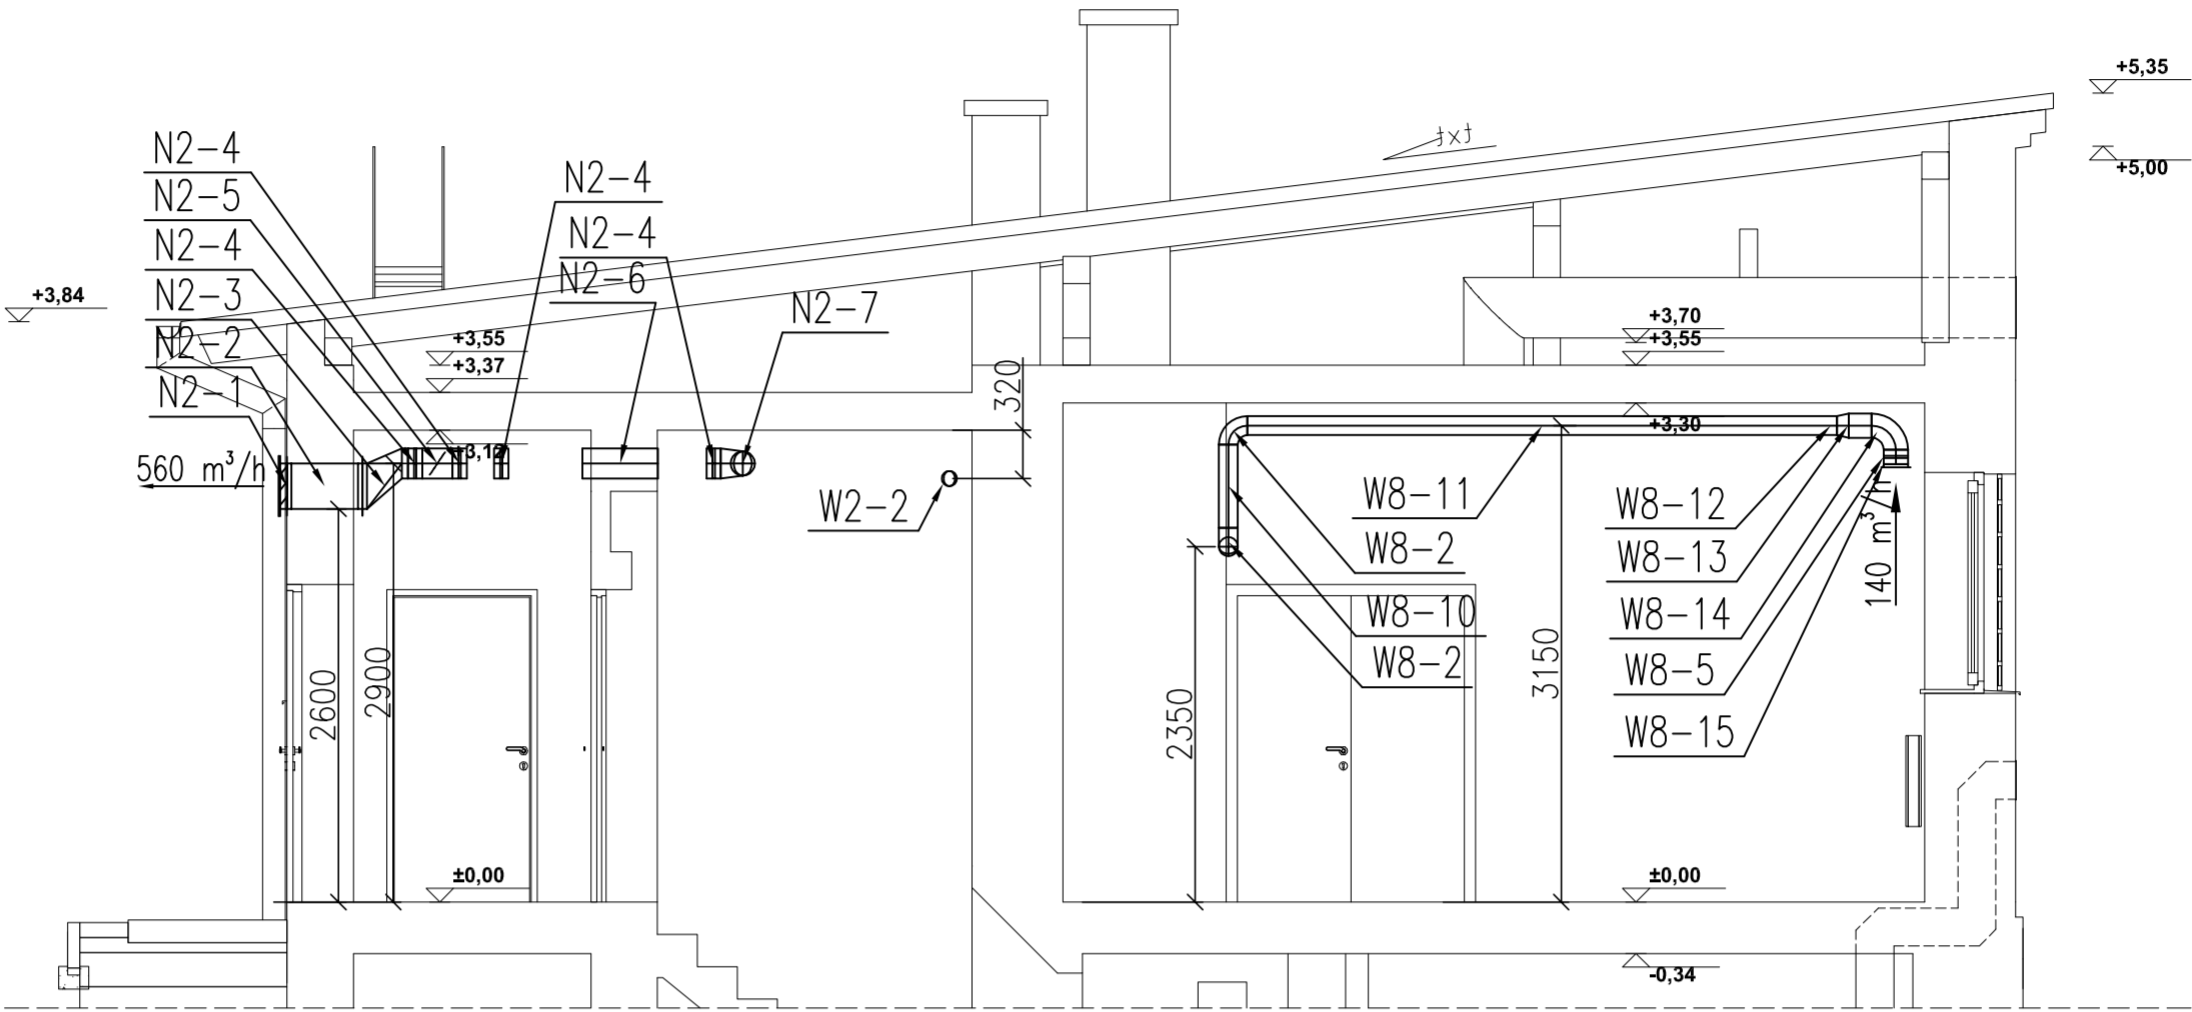 +5,35
+5,00
txt
N2-4
N2-5
N2-4
N2-3
N2-2
N2-1
N2-4
N2-4
N2-6
N2-7
+3,84
+3,55
+3,37
+3,12
+3,70
+3,55
+3,30
320
560 m³/h
W2-2
W8-11
W8-2
W8-10
W8-2
W8-12
W8-13
W8-14
W8-5
W8-15
140 m³/h
2600
2900
2350
3150
±0,00
±0,00
-0,34